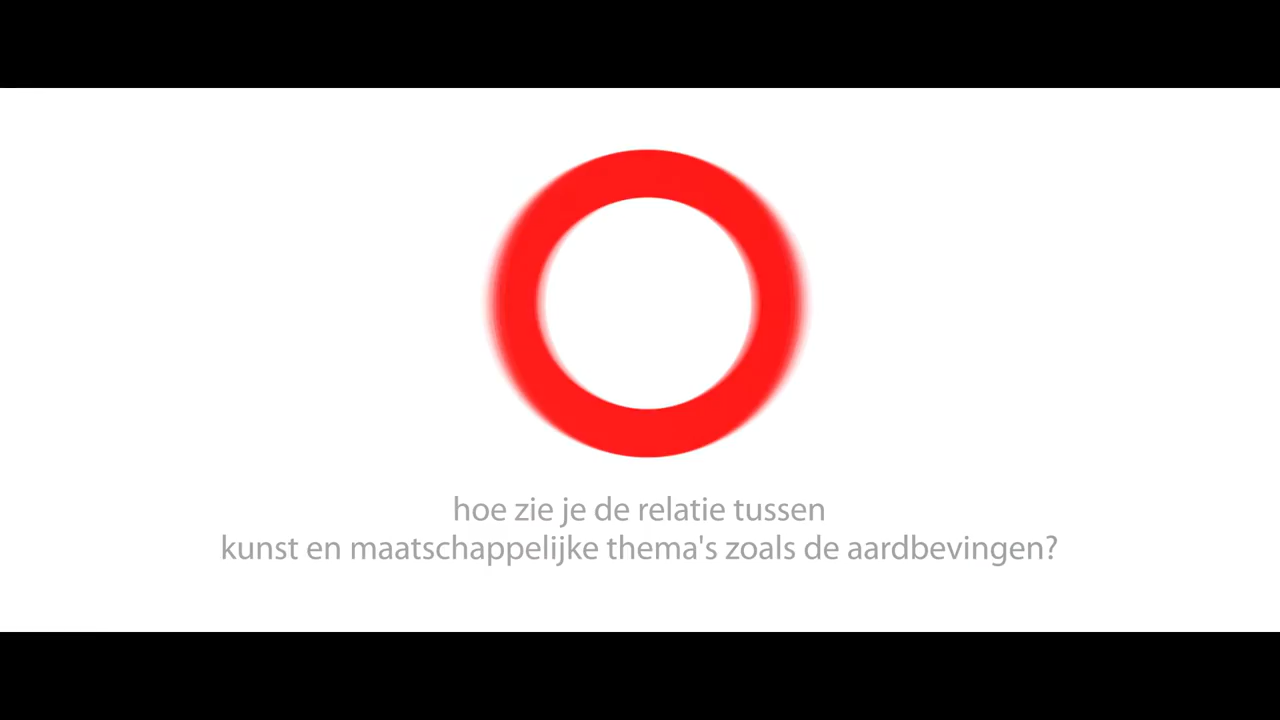 hoe zie je de relatie tussen
kunst en maatschappelijke thema's zoals de aardbevingen?